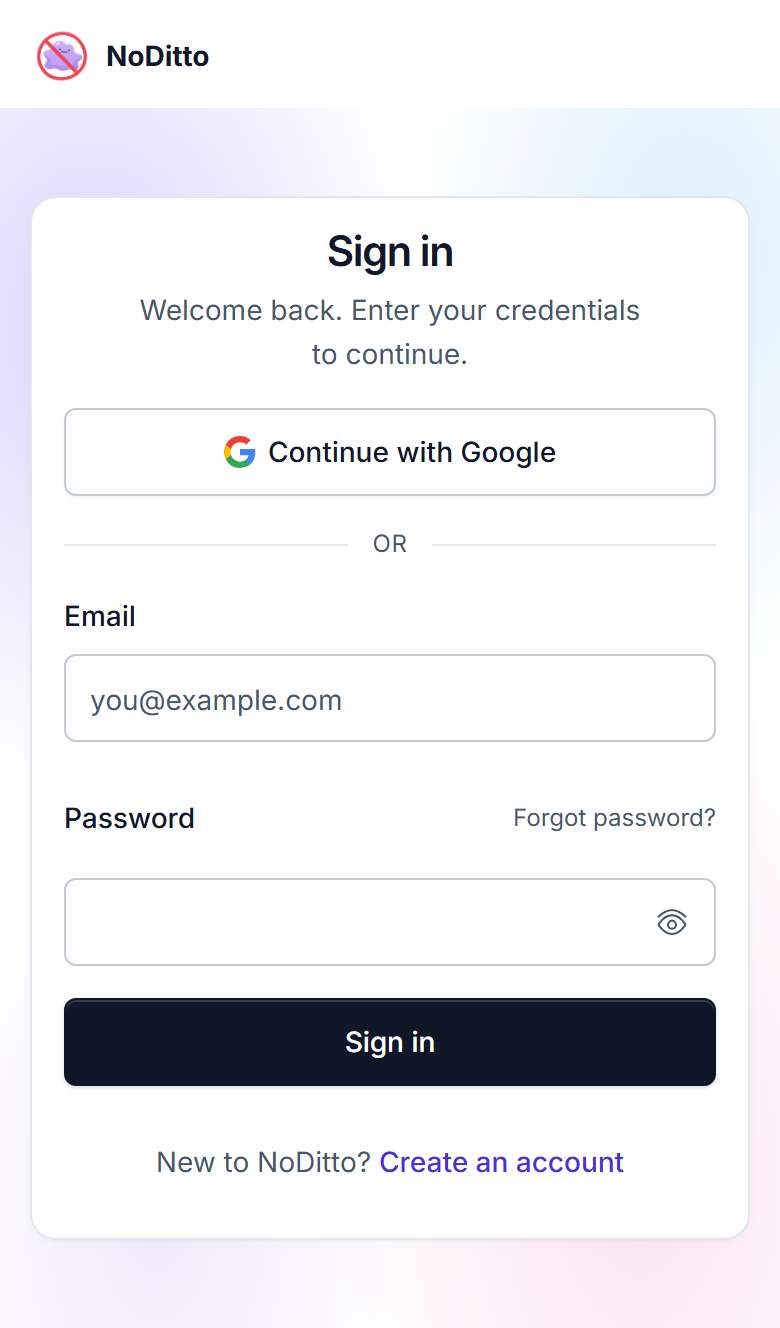 NoDitto
Sign in
Welcome back. Enter your credentials
to continue.
Continue with Google
OR
Email
you@example.com
Password
Forgot password?
Sign in
New to NoDitto? Create an account